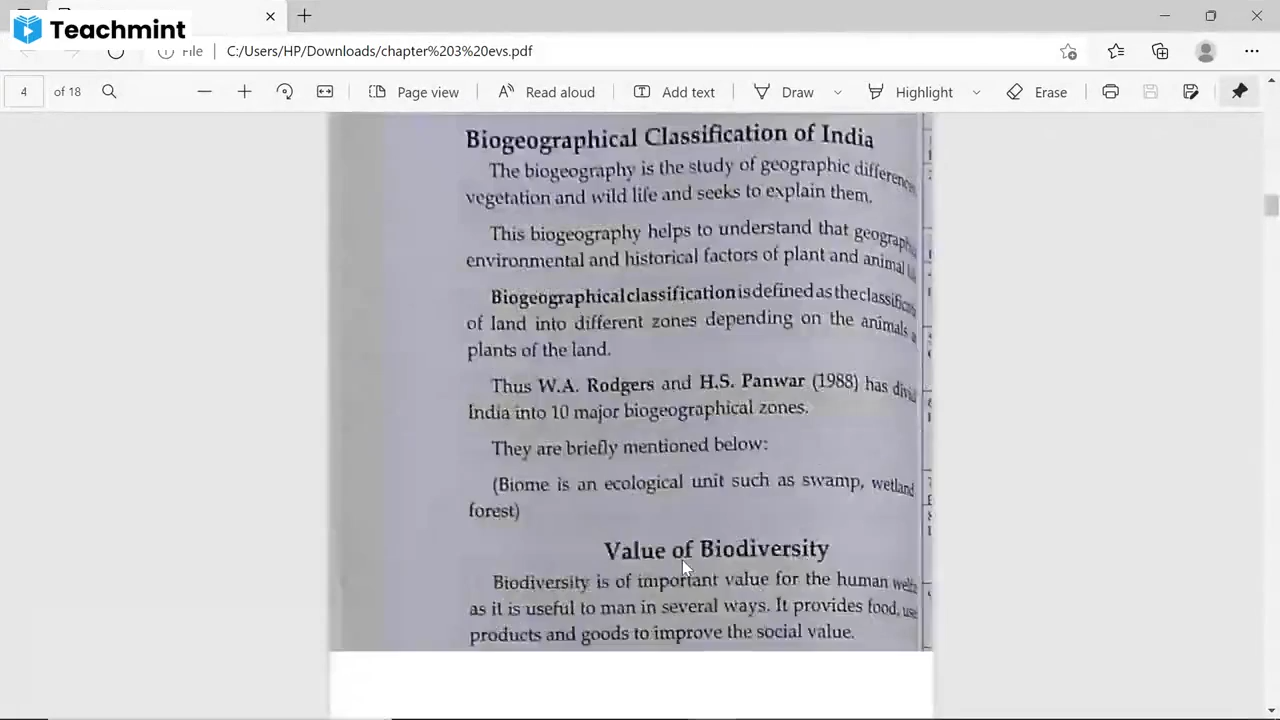 Teachmint
File C:/Users/HP/Downloads/chapter%203%20evs.pdf
4 of 18 Page view Read aloud Add text Draw Highlight Erase
Biogeographical Classification of India
The biogeography is the study of geographic
vegetation and wild life and seeks to explain them.
This biogeography helps to understand that
environmental and historical factors of plant and animal
Biogeographical classification is defined as the
of land into different zones depending on the animals
plants of the land.
Thus W.A. Rodgers and H.S. Panwar (1988) has
India into 10 major biogeographical zones.
They are briefly mentioned below:
(Biome is an ecological unit such as swamp, wetland
forest)
Value of Biodiversity
Biodiversity is of important value for the human
as it is useful to man in several ways. It provides food,
products and goods to improve the social value.